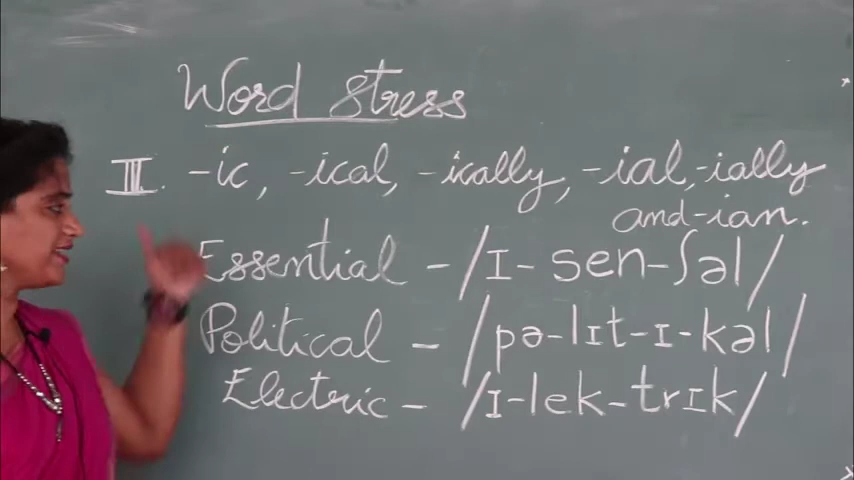 Word Stress
III. -ic, -ical, -ically, -ial, -ially
and -ian.
Essential - /ɪ-sen-ʃəl/
Political - /pə-lɪt-ɪ-kəl/
Electric - /ɪ-lek-trɪk/